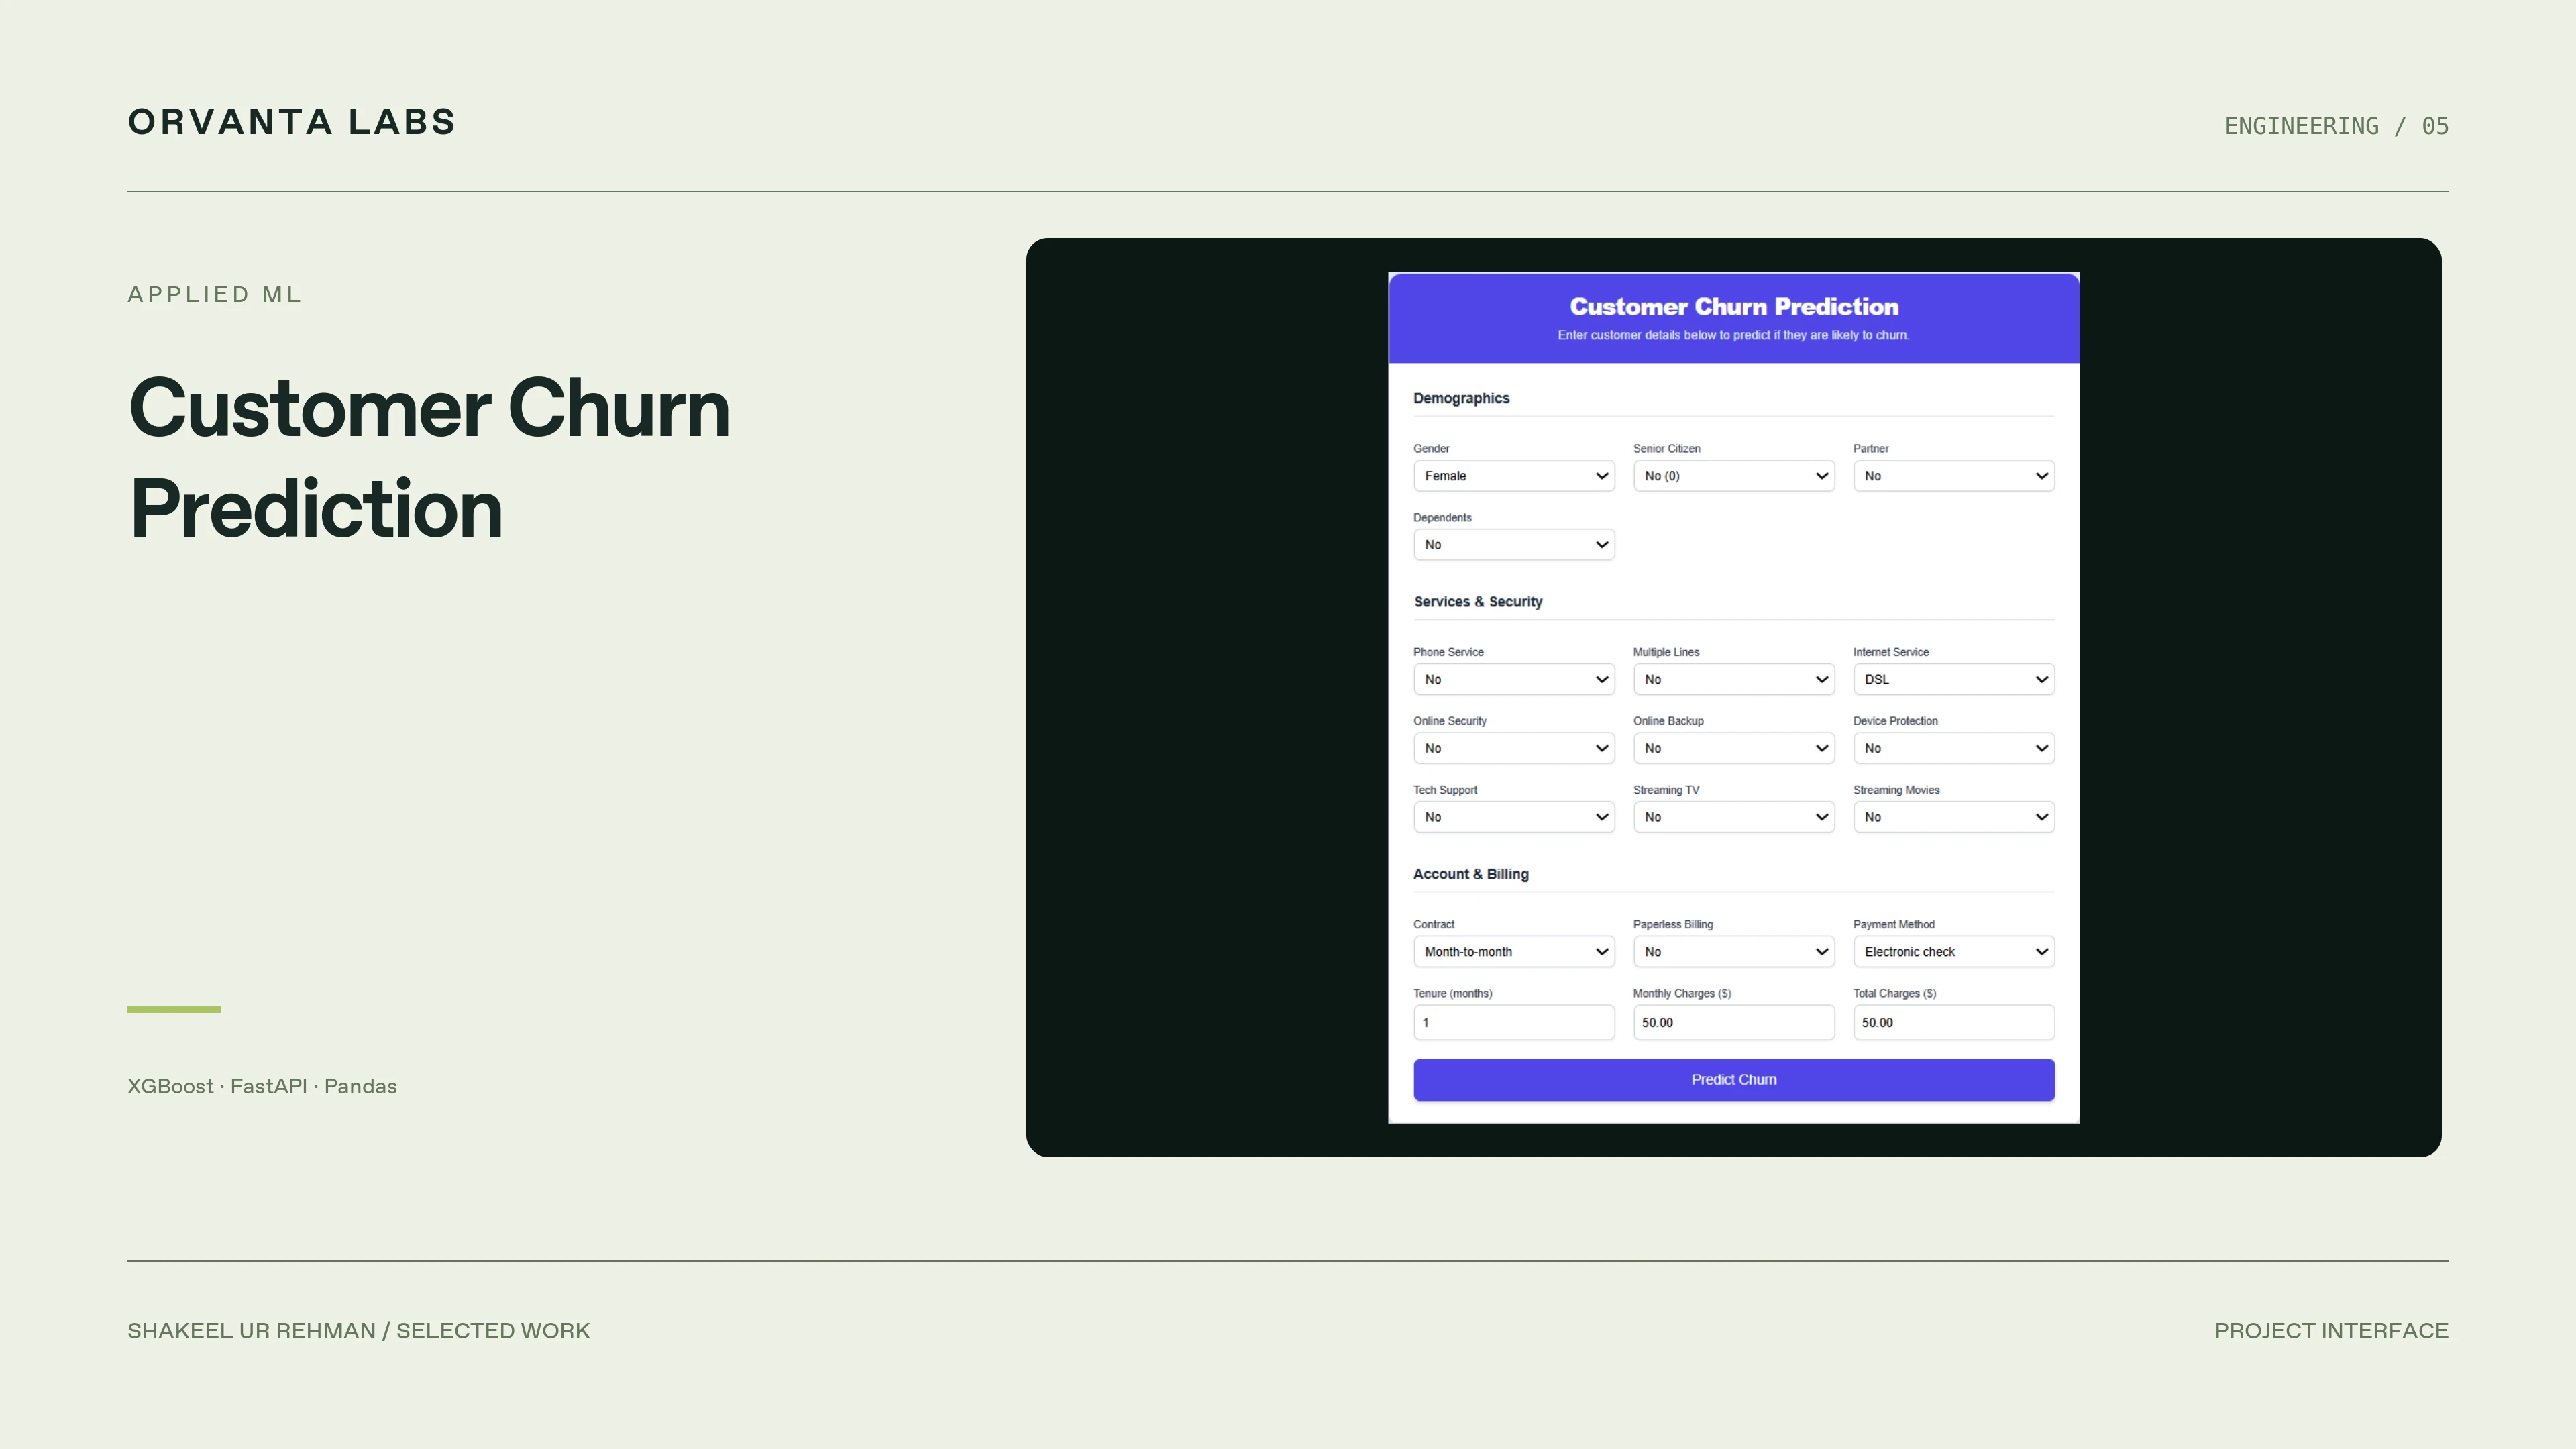 ORVANTA LABS
ENGINEERING / 05
APPLIED ML
Customer Churn
Prediction
XGBoost · FastAPI · Pandas
Customer Churn Prediction
Enter customer details below to predict if they are likely to churn.
Demographics
Gender Senior Citizen Partner
Female No (0) No
Dependents
No
Services & Security
Phone Service Multiple Lines Internet Service
No No DSL
Online Security Online Backup Device Protection
No No No
Tech Support Streaming TV Streaming Movies
No No No
Account & Billing
Contract Paperless Billing Payment Method
Month-to-month No Electronic check
Tenure (months) Monthly Charges ($) Total Charges ($)
1 50.00 50.00
Predict Churn
SHAKEEL UR REHMAN / SELECTED WORK
PROJECT INTERFACE